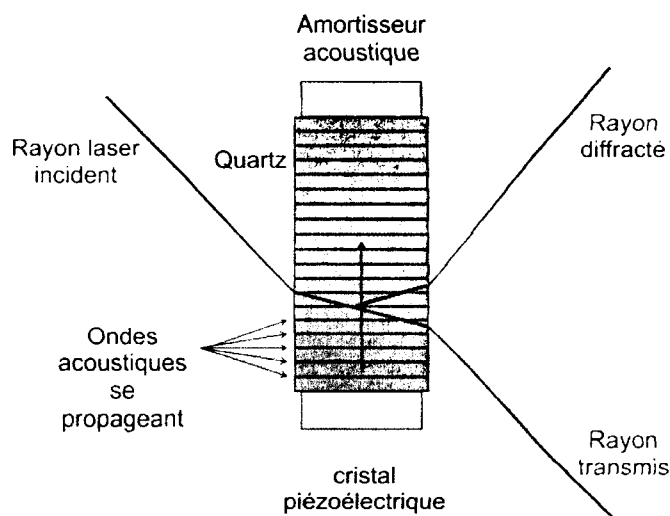 Amortisseur
acoustique
Rayon laser
incident
Quartz
Rayon
diffracté
Ondes
acoustiques
se
propageant
Rayon
transmis
cristal
piézoélectrique